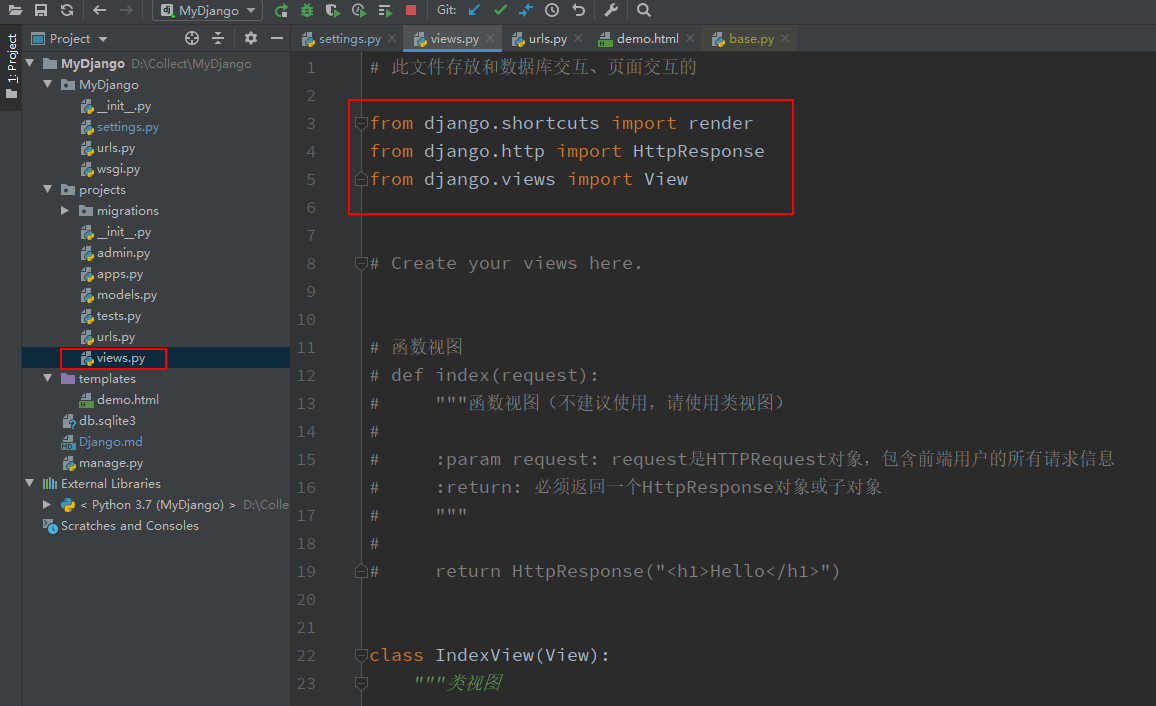 MyDjango
Git:
1: Project
Project
settings.py
views.py
urls.py
demo.html
base.py
MyDjango D:\Collect\MyDjango
MyDjango
__init__.py
settings.py
urls.py
wsgi.py
projects
migrations
__init__.py
admin.py
apps.py
models.py
tests.py
urls.py
views.py
templates
demo.html
db.sqlite3
Django.md
manage.py
External Libraries
< Python 3.7 (MyDjango) > D:\Colle
Scratches and Consoles
1 # 此文件存放和数据库交互、页面交互的
2
3 from django.shortcuts import render
4 from django.http import HttpResponse
5 from django.views import View
6
7
8 # Create your views here.
9
10
11 # 函数视图
12 # def index(request):
13 #     """函数视图（不建议使用，请使用类视图）
14 #
15 #     :param request: request是HTTPRequest对象，包含前端用户的所有请求信息
16 #     :return: 必须返回一个HttpResponse对象或子对象
17 #     """
18 #
19 #     return HttpResponse("<h1>Hello</h1>")
20
21
22 class IndexView(View):
23     """类视图